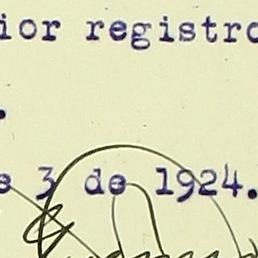 ior registro
.
e 3 de 1924.